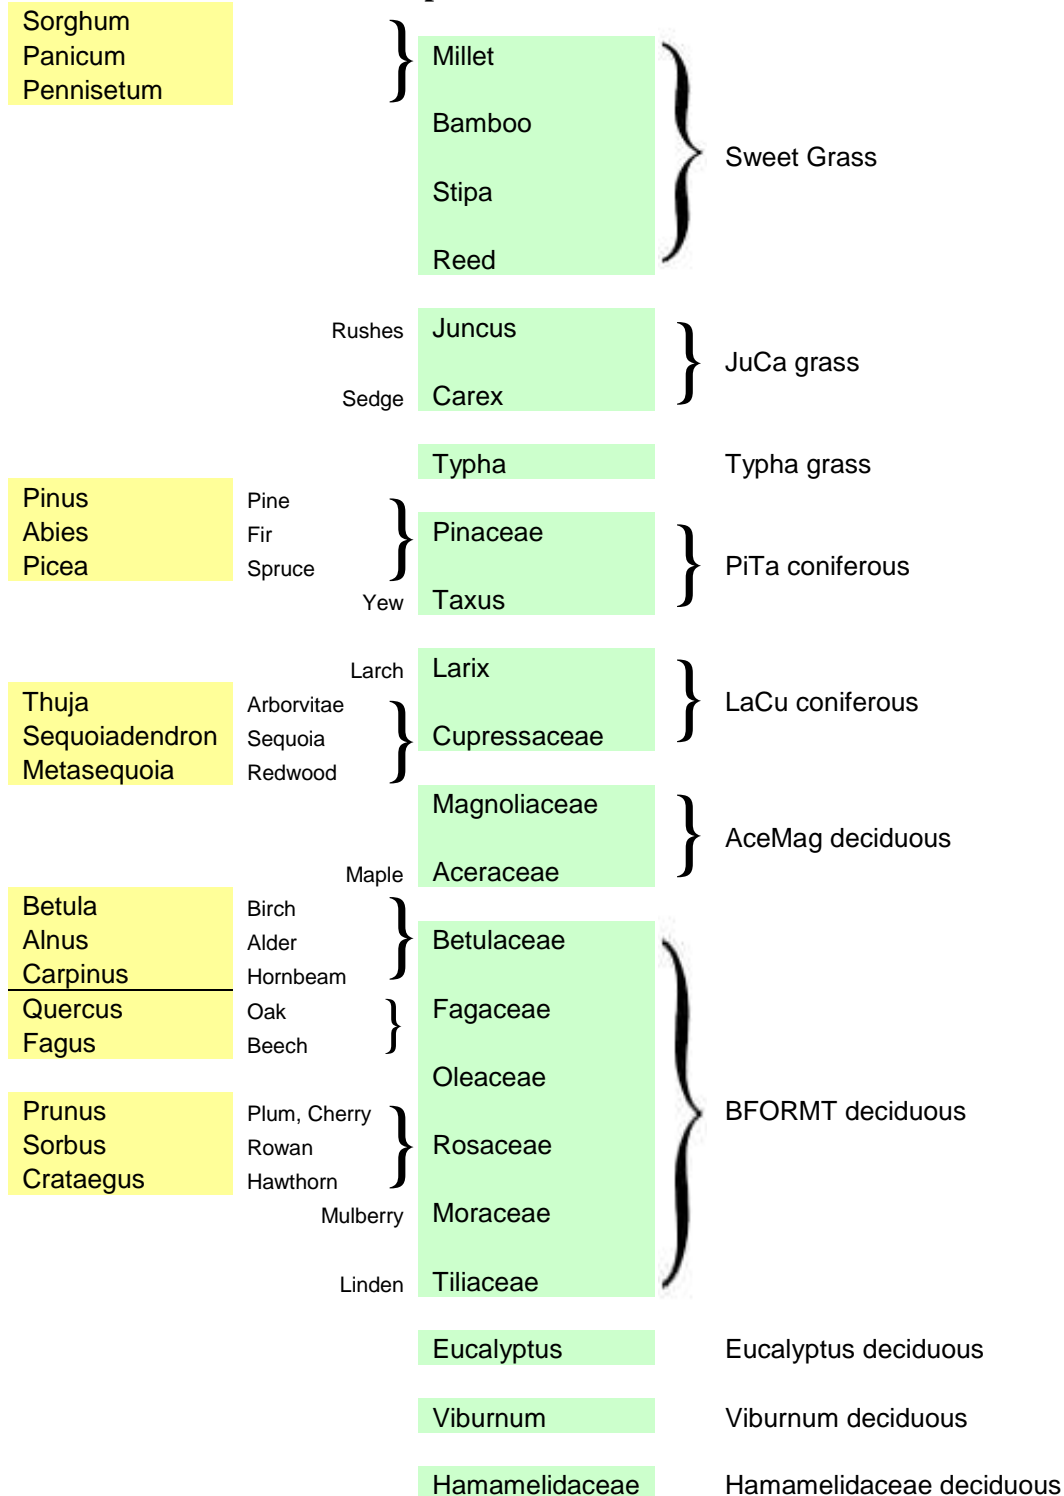 Sorghum
Panicum
Pennisetum
Millet
Bamboo
Stipa
Reed
Sweet Grass
Rushes Juncus
Sedge Carex
JuCa grass
Typha Typha grass
Pinus Pine
Abies Fir
Picea Spruce
Pinaceae
Yew Taxus
PiTa coniferous
Larch Larix
Thuja Arborvitae
Sequoiadendron Sequoia
Metasequoia Redwood
Cupressaceae
LaCu coniferous
Magnoliaceae
Maple Aceraceae
AceMag deciduous
Betula Birch
Alnus Alder
Carpinus Hornbeam
Betulaceae
Quercus Oak
Fagus Beech
Fagaceae
Oleaceae
Prunus Plum, Cherry
Sorbus Rowan
Crataegus Hawthorn
Rosaceae
Mulberry Moraceae
Linden Tiliaceae
BFORMT deciduous
Eucalyptus Eucalyptus deciduous
Viburnum Viburnum deciduous
Hamamelidaceae Hamamelidaceae deciduous